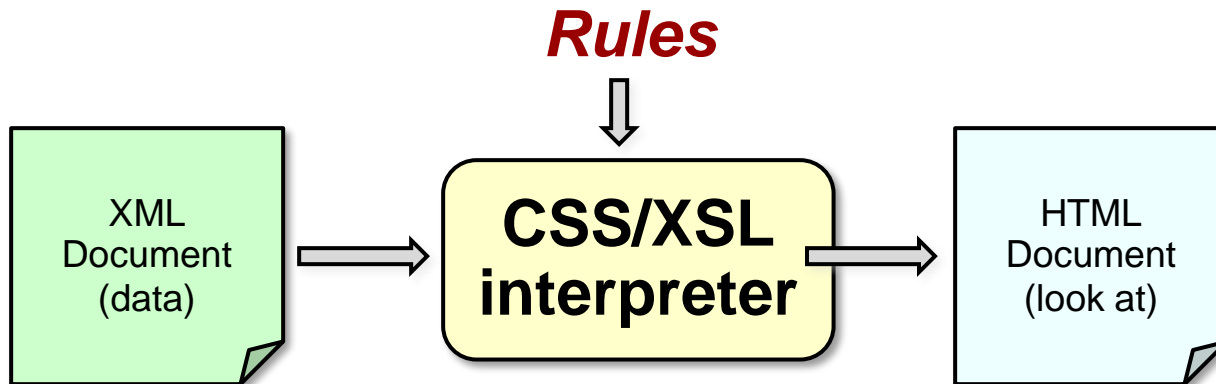 Rules
XML
Document
(data)
CSS/XSL
interpreter
HTML
Document
(look at)